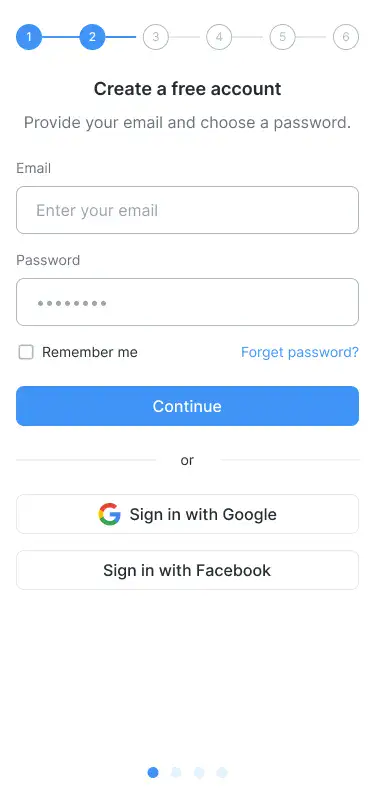 1 2 3 4 5 6
Create a free account
Provide your email and choose a password.
Email
Enter your email
Password
Remember me Forget password?
Continue
or
Sign in with Google
Sign in with Facebook